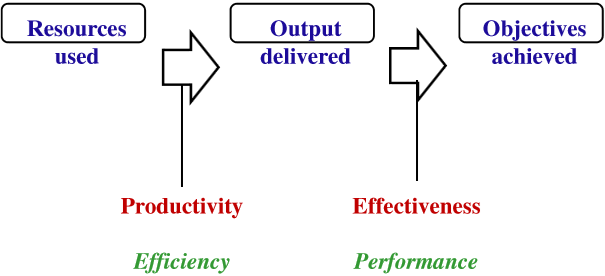 Resources
used
Output
delivered
Objectives
achieved
Productivity
Effectiveness
Efficiency
Performance